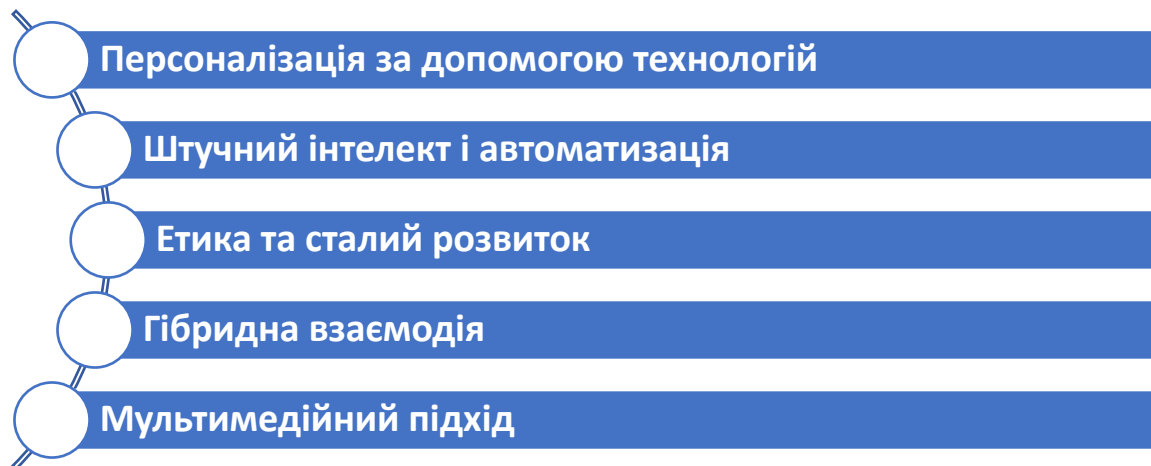 Персоналізація за допомогою технологій
Штучний інтелект і автоматизація
Етика та сталий розвиток
Гібридна взаємодія
Мультимедійний підхід